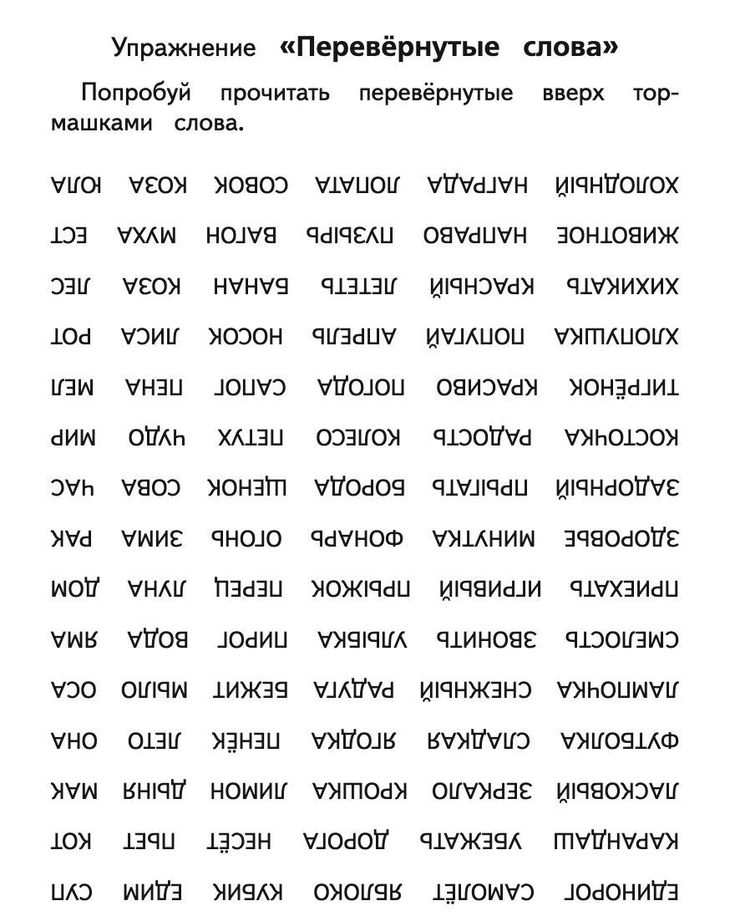 Упражнение «Перевёрнутые слова»
Попробуй прочитать перевёрнутые вверх тор-
машками слова.
ЮЛА КОЗА СОВОК ЛОПАТА НАГРАДА ХОЛОДНЫЙ
ЕСТ МУХА ВАГОН ПУЗЫРЬ НАПРАВО ЖИВОТНОЕ
ЛЕС КОЗА БАНАН ЛЕТЕТЬ КРАСНЫЙ ХИХИКАТЬ
РОТ ЛИСА НОСОК АПРЕЛЬ ПОПУГАЙ ХЛОПУШКА
МЕЛ ПЕНА САПОГ ПОГОДА КРАСИВО ТИГРЁНОК
МИР ЧУДО ПЕТУХ КОЛЕСО РАДОСТЬ КОСТОЧКА
ЧАС СОВА ЩЕНОК БОРОДА ПРЫГАТЬ ЗАДОРНЫЙ
РАК ЗИМА ОГОНЬ ФОНАРЬ МИНУТКА ЗДОРОВЬЕ
ДОМ ЛУНА ПЕРЕЦ ПРЫЖОК ИГРИВЫЙ ПРИЕХАТЬ
ЯМА ВОДА ПИРОГ УЛЫБКА ЗВОНИТЬ СМЕЛОСТЬ
ОСА МЫЛО БЕЖИТ РАДУГА СНЕЖНЫЙ ЛАМПОЧКА
ОНА ЛЕТО ПЕНЁК ЯГОДКА СЛАДКАЯ ФУТБОЛКА
МАК ДЫНЯ ЛИМОН КРОШКА ЗЕРКАЛО ЛАСКОВЫЙ
КОТ ПЬЕТ НЕСЁТ ДОРОГА УБЕЖАТЬ КАРАНДАШ
СУП ЕДИМ КУБИК ЯБЛОКО САМОЛЁТ ЕДИНОРОГ